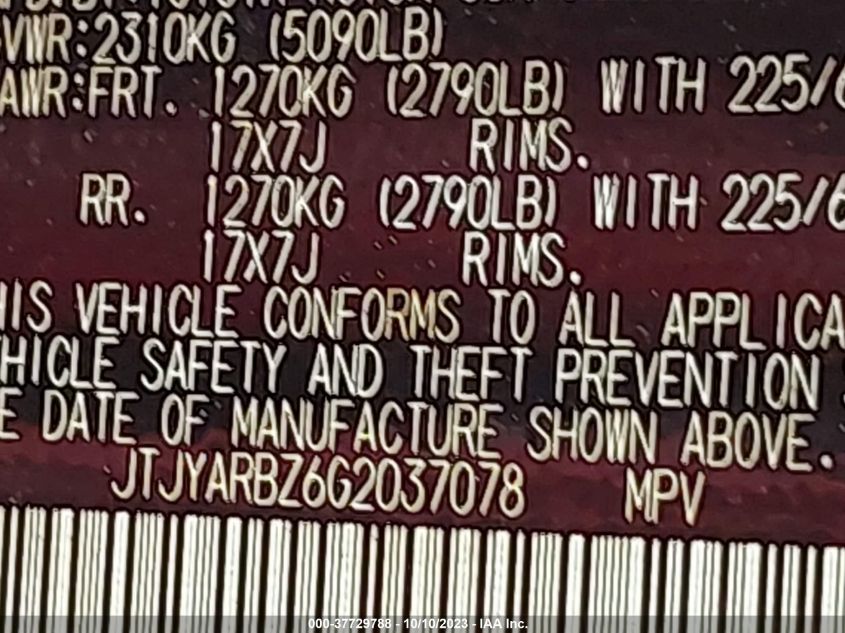 VWR:2310KG (5090LB)
AWR:FRT. 1270KG (2790LB) WITH 225/6
17X7J RIMS.
RR. 1270KG (2790LB) WITH 225/6
17X7J RIMS.
HIS VEHICLE CONFORMS TO ALL APPLICA
HICLE SAFETY AND THEFT PREVENTION
E DATE OF MANUFACTURE SHOWN ABOVE.
JTJYARBZ6G2037078 MPV
000-37729788 - 10/10/2023 - IAA Inc.